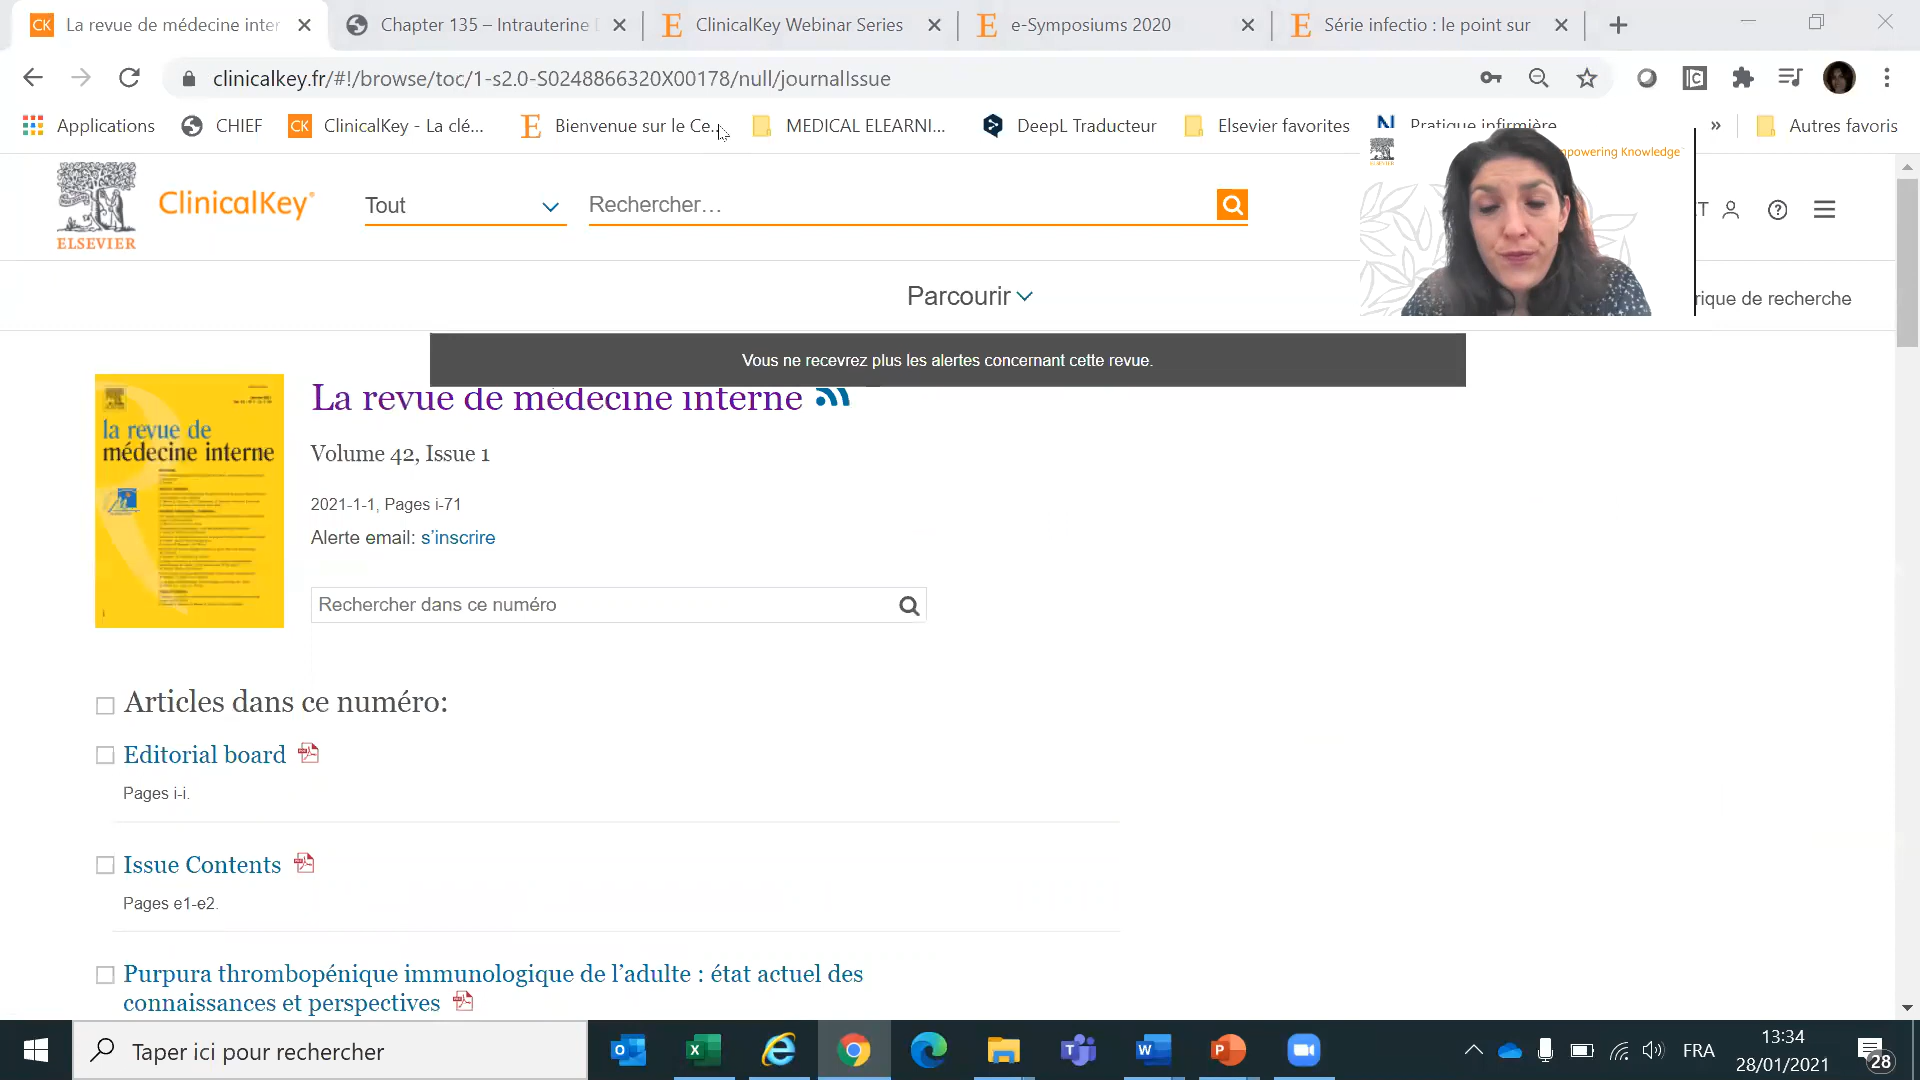 La revue de médecine inter
Chapter 135 – Intrauterine
ClinicalKey Webinar Series
e-Symposiums 2020
Série infectio : le point sur
clinicalkey.fr/#!/browse/toc/1-s2.0-S0248866320X00178/null/journalIssue
Applications
CHIEF
ClinicalKey - La clé...
Bienvenue sur le Ce...
MEDICAL ELEARNI...
DeepL Traducteur
Elsevier favorites
Pratique infirmière
»
Autres favoris
ELSEVIER
ClinicalKey®
Tout
Rechercher…
powering Knowledge™
T
Parcourir
rique de recherche
Vous ne recevrez plus les alertes concernant cette revue.
la revue de
médecine interne
La revue de médecine interne
Volume 42, Issue 1
2021-1-1, Pages i-71
Alerte email: s'inscrire
Rechercher dans ce numéro
Articles dans ce numéro:
Editorial board
Pages i-i.
Issue Contents
Pages e1-e2.
Purpura thrombopénique immunologique de l'adulte : état actuel des
connaissances et perspectives
Taper ici pour rechercher
FRA
13:34
28/01/2021
28